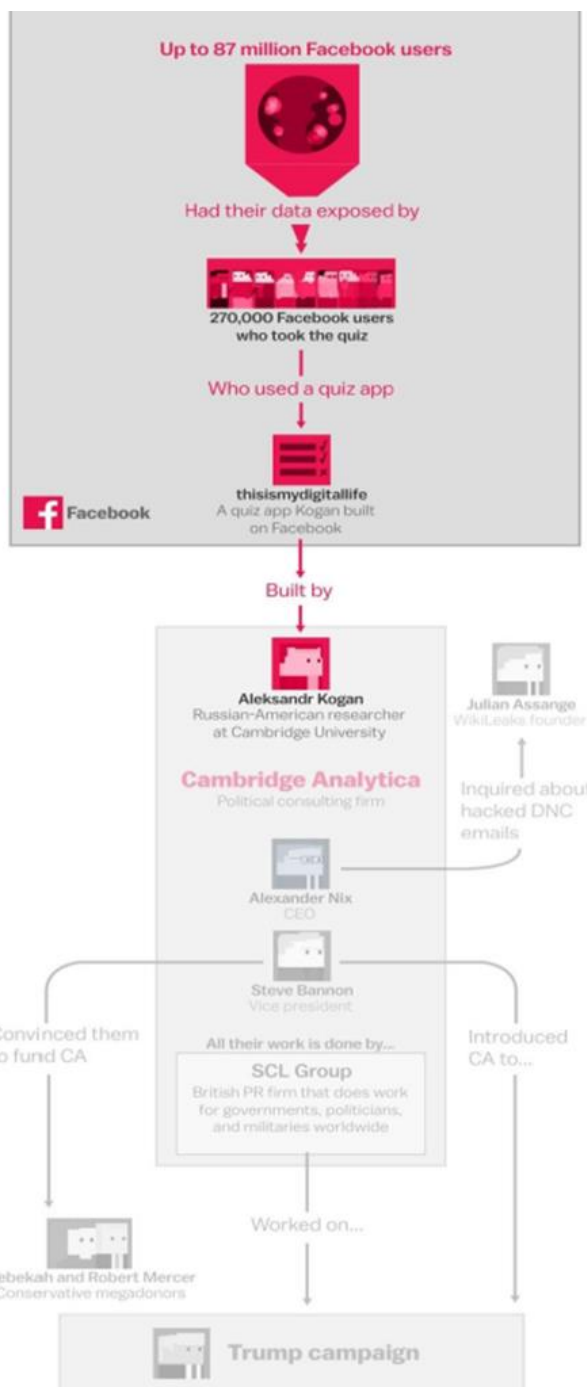 Up to 87 million Facebook users
Had their data exposed by
270,000 Facebook users
who took the quiz
Who used a quiz app
thisismydigitallife
A quiz app Kogan built
on Facebook
Facebook
Built by
Aleksandr Kogan
Russian-American researcher
at Cambridge University
Julian Assange
WikiLeaks founder
Cambridge Analytica
Political consulting firm
Inquired about
hacked DNC
emails
Alexander Nix
CEO
Steve Bannon
Vice president
Convinced them
to fund CA
Introduced
CA to...
All their work is done by...
SCL Group
British PR firm that does work
for governments, politicians,
and militaries worldwide
Worked on...
ebekah and Robert Mercer
Conservative megadonors
Trump campaign